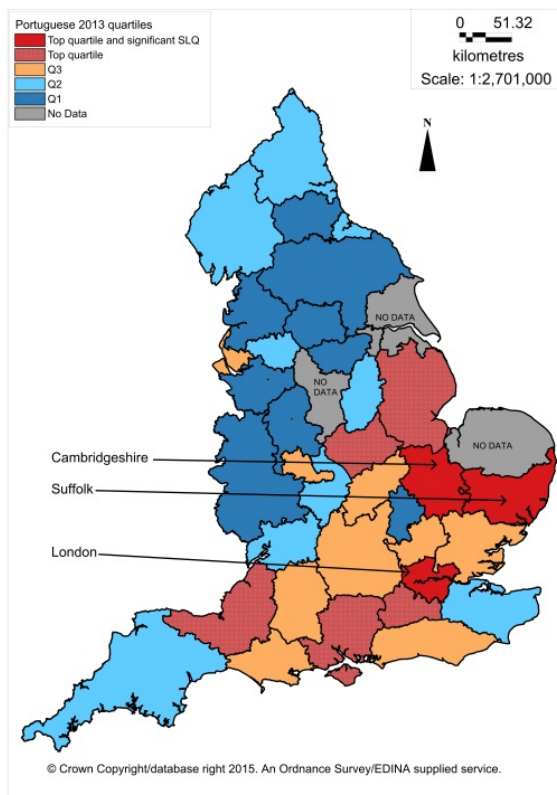 Portuguese 2013 quartiles
Top quartile and significant SLQ
Top quartile
Q3
Q2
Q1
No Data
0 51.32
kilometres
Scale: 1:2,701,000
N
NO DATA
NO
DATA
NO DATA
Cambridgeshire
Suffolk
London
© Crown Copyright/database right 2015. An Ordnance Survey/EDINA supplied service.